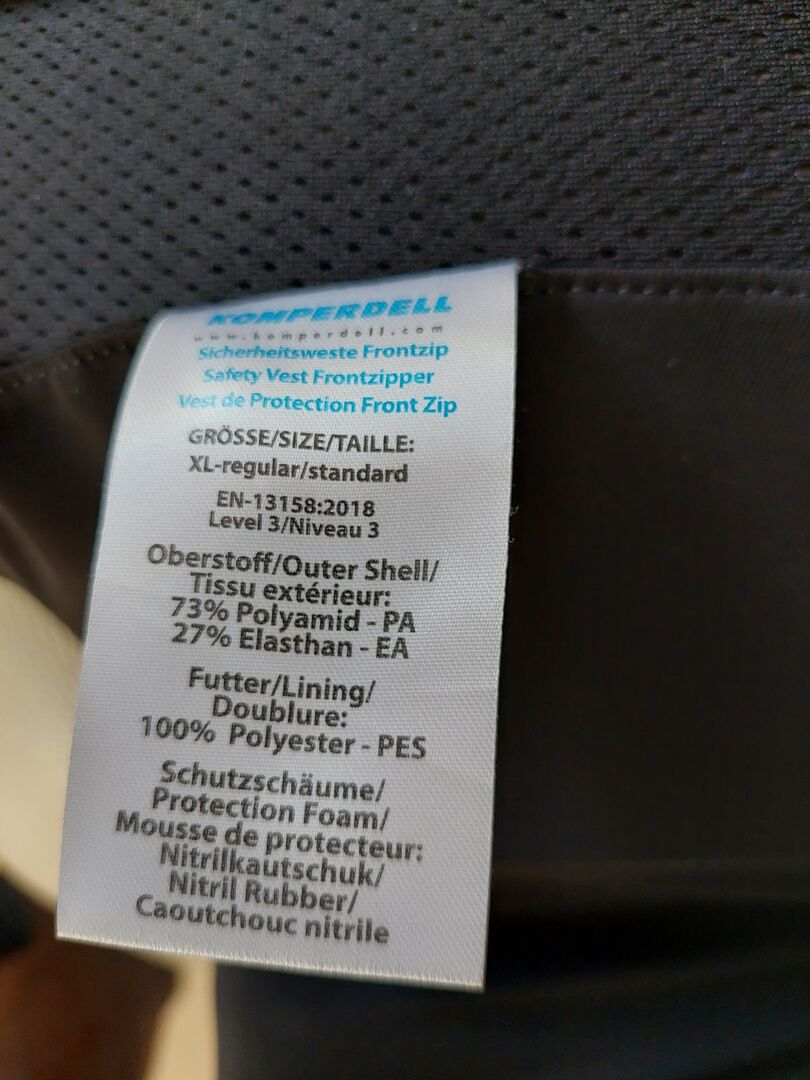 KOMPERDELL
www.komperdell.com
Sicherheitsweste Frontzip
Safety Vest Frontzipper
Vest de Protection Front Zip
GRÖSSE/SIZE/TAILLE:
XL-regular/standard
EN-13158:2018
Level 3/Niveau 3
Oberstoff/Outer Shell/
Tissu extérieur:
73% Polyamid - PA
27% Elasthan - EA
Futter/Lining/
Doublure:
100% Polyester - PES
Schutzschäume/
Protection Foam/
Mousse de protecteur:
Nitrilkautschuk/
Nitril Rubber/
Caoutchouc nitrile